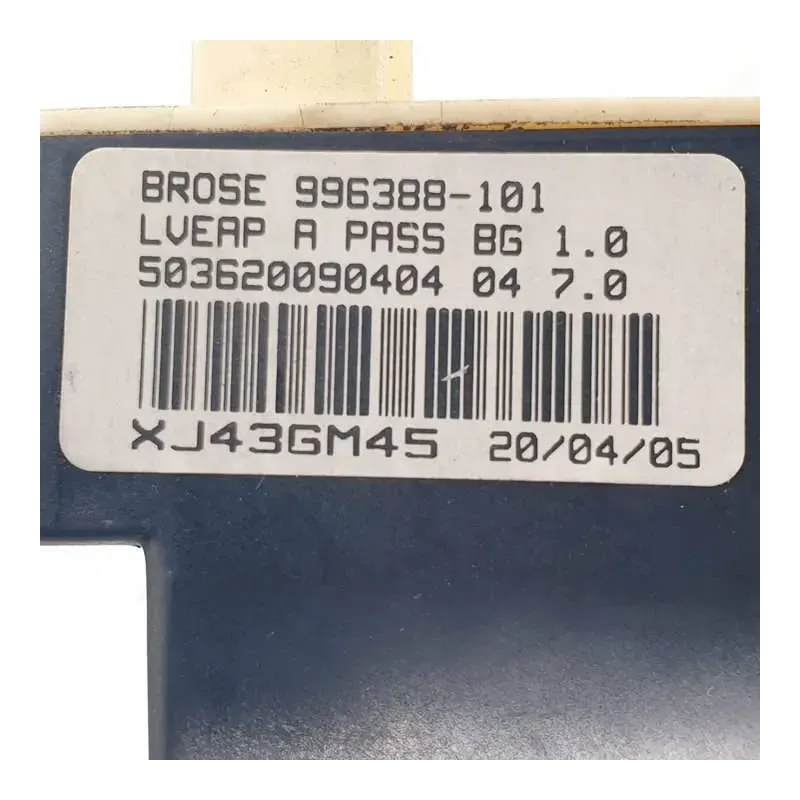 BROSE 996388-101
LVEAP A PASS BG 1.0
503620090404 04 7.0
XJ43GM45 20/04/05